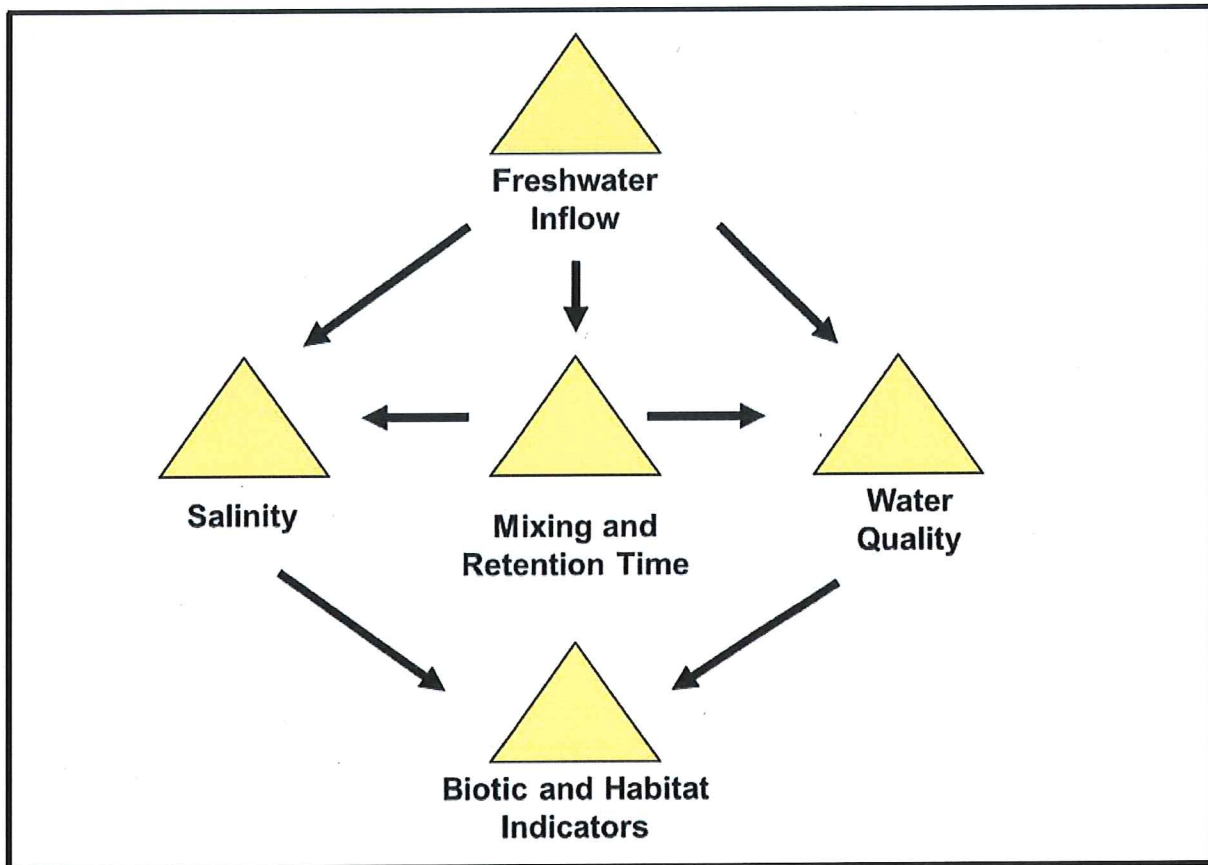 Freshwater
Inflow
Salinity
Mixing and
Retention Time
Water
Quality
Biotic and Habitat
Indicators